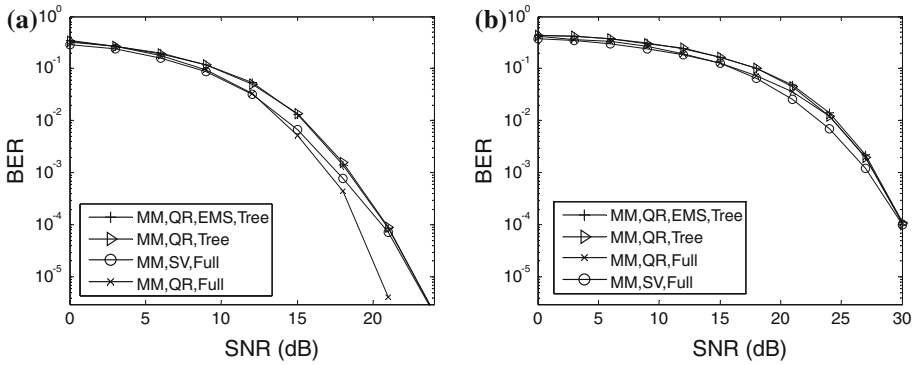 (a)
10^0
10^-1
10^-2
10^-3
10^-4
10^-5
BER
MM,QR,EMS,Tree
MM,QR,Tree
MM,SV,Full
MM,QR,Full
0 5 10 15 20
SNR (dB)
(b)
10^0
10^-1
10^-2
10^-3
10^-4
10^-5
BER
MM,QR,EMS,Tree
MM,QR,Tree
MM,QR,Full
MM,SV,Full
0 5 10 15 20 25 30
SNR (dB)